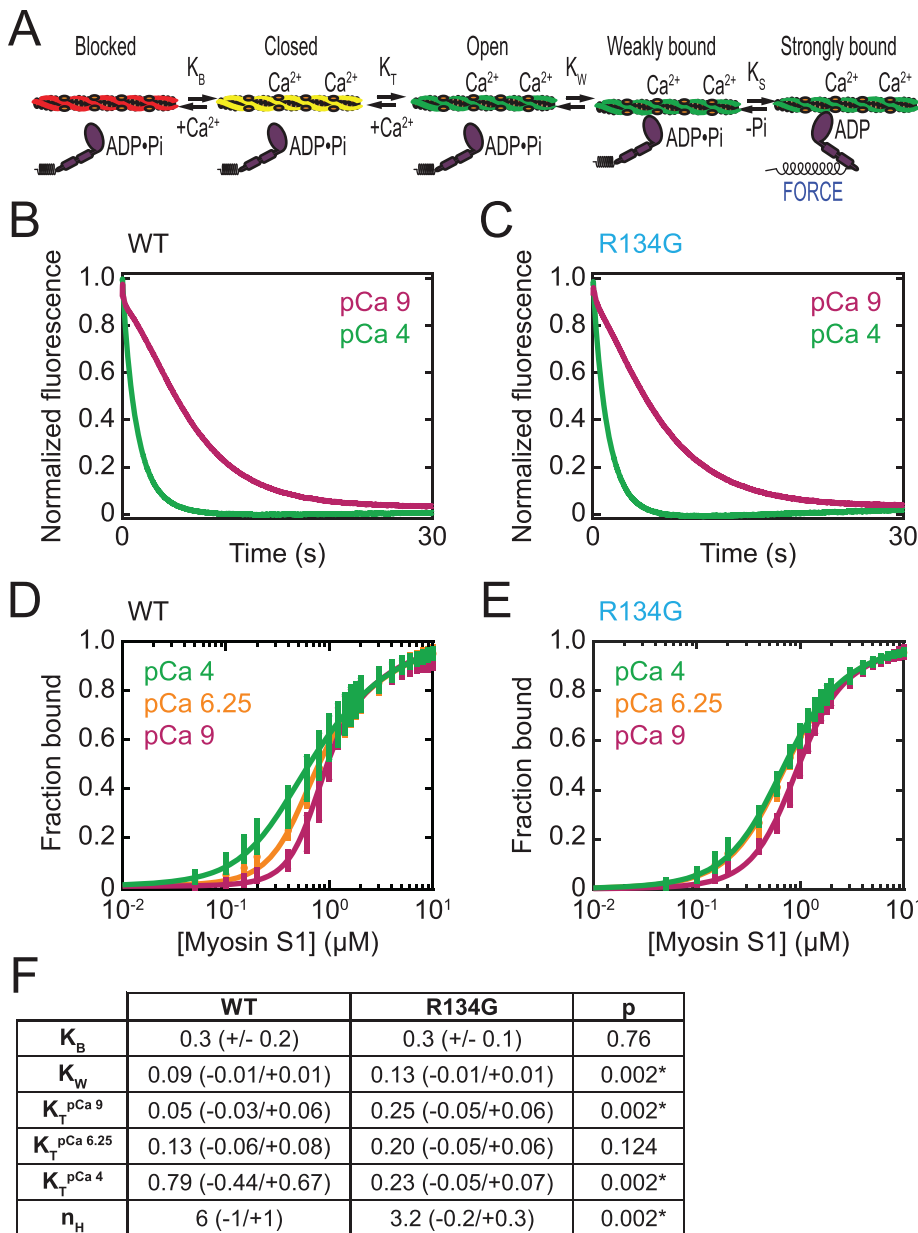 A
Blocked Closed Open Weakly bound Strongly bound
K_B Ca²⁺ Ca²⁺ K_T Ca²⁺ Ca²⁺ K_W Ca²⁺ Ca²⁺ K_S Ca²⁺ Ca²⁺
+Ca²⁺ +Ca²⁺ -Pi
ADP•Pi ADP•Pi ADP•Pi ADP•Pi ADP
FORCE
B WT
Normalized fluorescence
1.0
0.8
0.6
0.4
0.2
0
pCa 9
pCa 4
0 30
Time (s)
C R134G
Normalized fluorescence
1.0
0.8
0.6
0.4
0.2
0
pCa 9
pCa 4
0 30
Time (s)
D WT
Fraction bound
1.0
0.8
0.6
0.4
0.2
0
pCa 4
pCa 6.25
pCa 9
10⁻² 10⁻¹ 10⁰ 10¹
[Myosin S1] (µM)
E R134G
Fraction bound
1.0
0.8
0.6
0.4
0.2
0
pCa 4
pCa 6.25
pCa 9
10⁻² 10⁻¹ 10⁰ 10¹
[Myosin S1] (µM)
F
WT R134G p
K_B 0.3 (+/- 0.2) 0.3 (+/- 0.1) 0.76
K_W 0.09 (-0.01/+0.01) 0.13 (-0.01/+0.01) 0.002*
K_T^pCa 9 0.05 (-0.03/+0.06) 0.25 (-0.05/+0.06) 0.002*
K_T^pCa 6.25 0.13 (-0.06/+0.08) 0.20 (-0.05/+0.06) 0.124
K_T^pCa 4 0.79 (-0.44/+0.67) 0.23 (-0.05/+0.07) 0.002*
n_H 6 (-1/+1) 3.2 (-0.2/+0.3) 0.002*